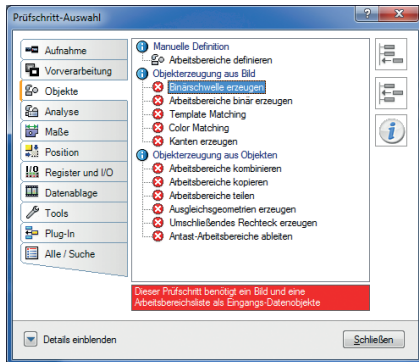 Prüfschritt-Auswahl
Aufnahme
Vorverarbeitung
Objekte
Analyse
Maße
Position
Register und I/O
Datenablage
Tools
Plug-In
Alle / Suche
Manuelle Definition
Arbeitsbereiche definieren
Objekterzeugung aus Bild
Binärschwelle erzeugen
Arbeitsbereiche binär erzeugen
Template Matching
Color Matching
Kanten erzeugen
Objekterzeugung aus Objekten
Arbeitsbereiche kombinieren
Arbeitsbereiche kopieren
Arbeitsbereiche teilen
Ausgleichsgeometrien erzeugen
Umschließendes Rechteck erzeugen
Antast-Arbeitsbereiche ableiten
Dieser Prüfschritt benötigt ein Bild und eine
Arbeitsbereichsliste als Eingangs-Datenobjekte
Details einblenden
Schließen